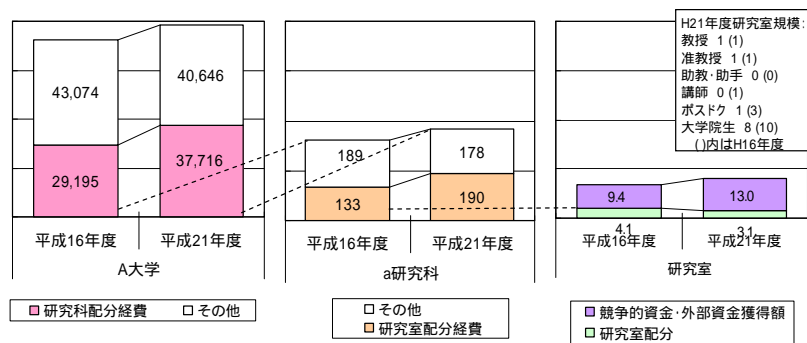 H21年度研究室規模:
教授 1 (1)
准教授 1 (1)
助教・助手 0 (0)
講師 0 (1)
ポスドク 1 (3)
大学院生 8 (10)
()内はH16年度
43,074
40,646
29,195
37,716
189
178
133
190
9.4
13.0
4.1
3.1
平成16年度
平成21年度
平成16年度
平成21年度
平成16年度
平成21年度
A大学
a研究科
研究室
研究科配分経費
その他
その他
研究室配分経費
競争的資金・外部資金獲得額
研究室配分